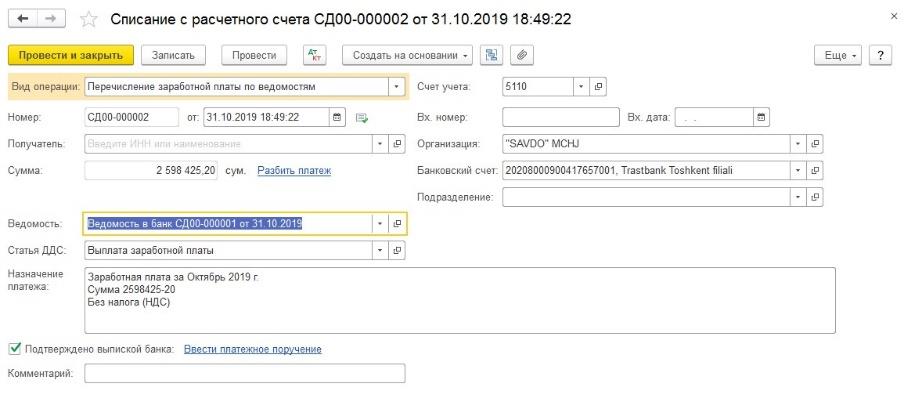 Списание с расчетного счета СД00-000002 от 31.10.2019 18:49:22
Провести и закрыть Записать Провести Дт Кт Создать на основании Еще ?
Вид операции: Перечисление заработной платы по ведомостям Счет учета: 5110
Номер: СД00-000002 от: 31.10.2019 18:49:22 Вх. номер: Вх. дата: . .
Получатель: Введите ИНН или наименование Организация: "SAVDO" MCHJ
Сумма: 2 598 425,20 сум. Разбить платеж Банковский счет: 20208000900417657001, Trastbank Toshkent filiali
Подразделение:
Ведомость: Ведомость в банк СД00-000001 от 31.10.2019
Статья ДДС: Выплата заработной платы
Назначение платежа: Заработная плата за Октябрь 2019 г.
Сумма 2598425-20
Без налога (НДС)
Подтверждено выпиской банка: Ввести платежное поручение
Комментарий: